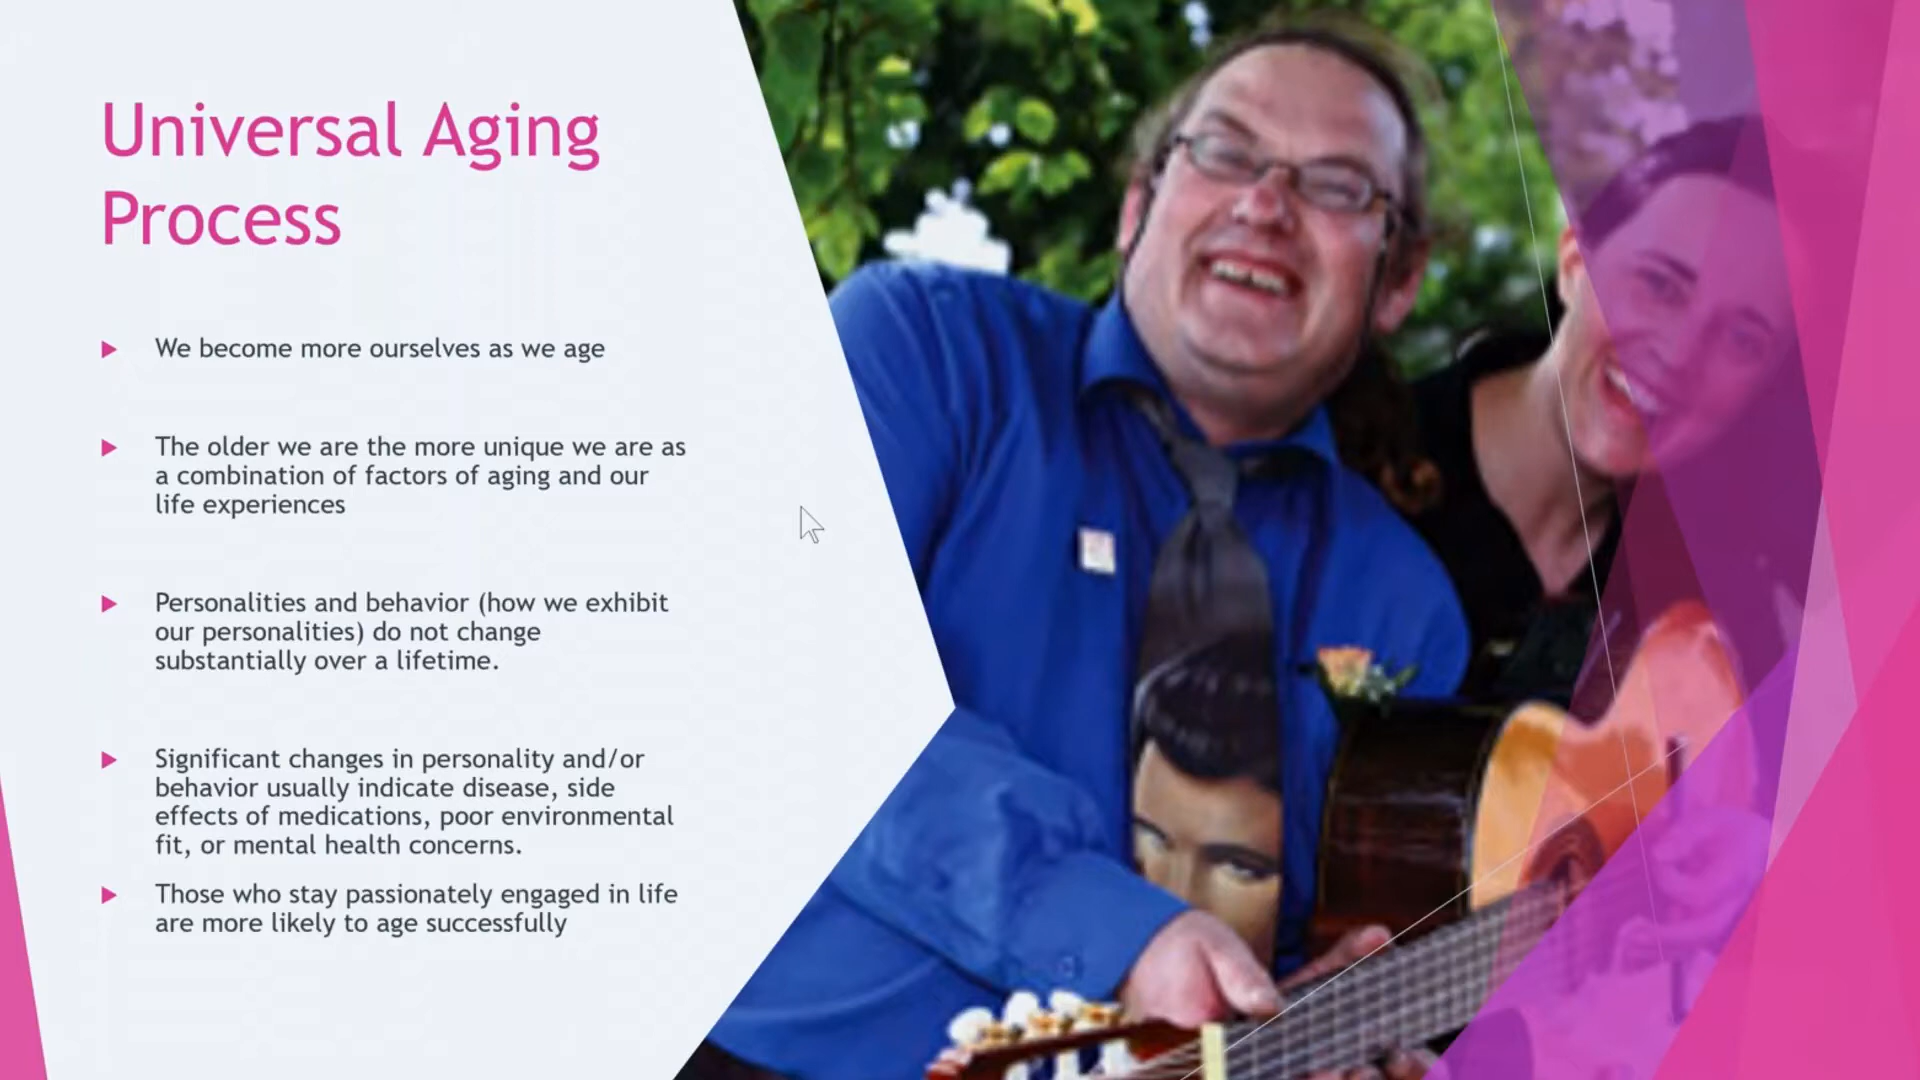 Universal Aging
Process
We become more ourselves as we age
The older we are the more unique we are as
a combination of factors of aging and our
life experiences
Personalities and behavior (how we exhibit
our personalities) do not change
substantially over a lifetime.
Significant changes in personality and/or
behavior usually indicate disease, side
effects of medications, poor environmental
fit, or mental health concerns.
Those who stay passionately engaged in life
are more likely to age successfully